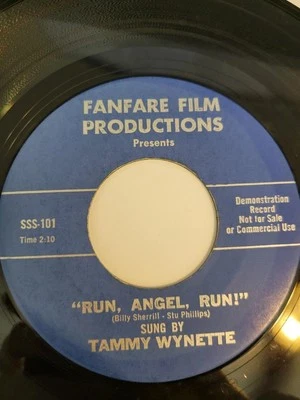 FANFARE FILM
PRODUCTIONS
Presents
SSS-101
Time 2:10
Demonstration
Record
Not for Sale
or Commercial Use
"RUN, ANGEL, RUN!"
(Billy Sherrill - Stu Phillips)
SUNG BY
TAMMY WYNETTE